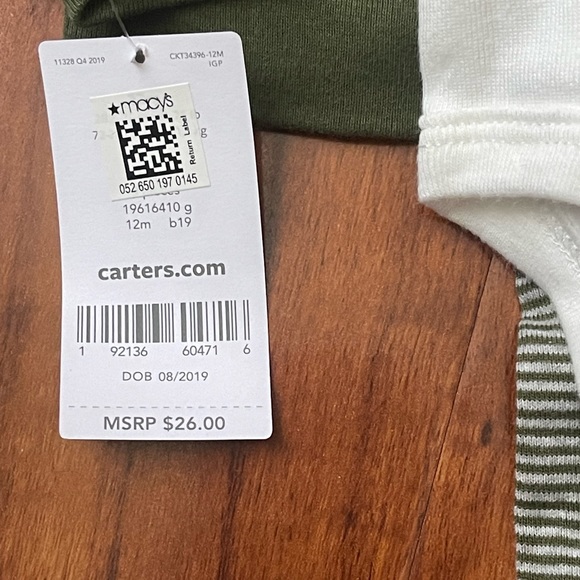 11328 Q4 2019
CKT34396-12M
IGP
★macy's
Return Label
052 650 197 0145
19616410 g
12m b19
carters.com
1 92136 60471 6
DOB 08/2019
MSRP $26.00